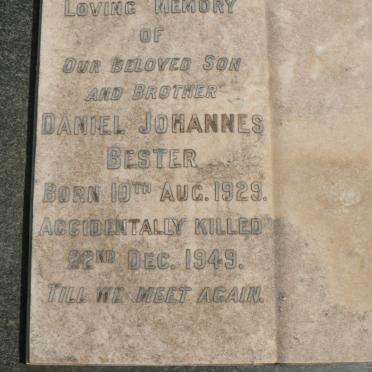 LOVING MEMORY
OF
OUR BELOVED SON
AND BROTHER
DANIEL JOHANNES
BESTER
BORN 10TH AUG. 1929.
ACCIDENTALLY KILLED
22ND DEC. 1949.
TILL WE MEET AGAIN.